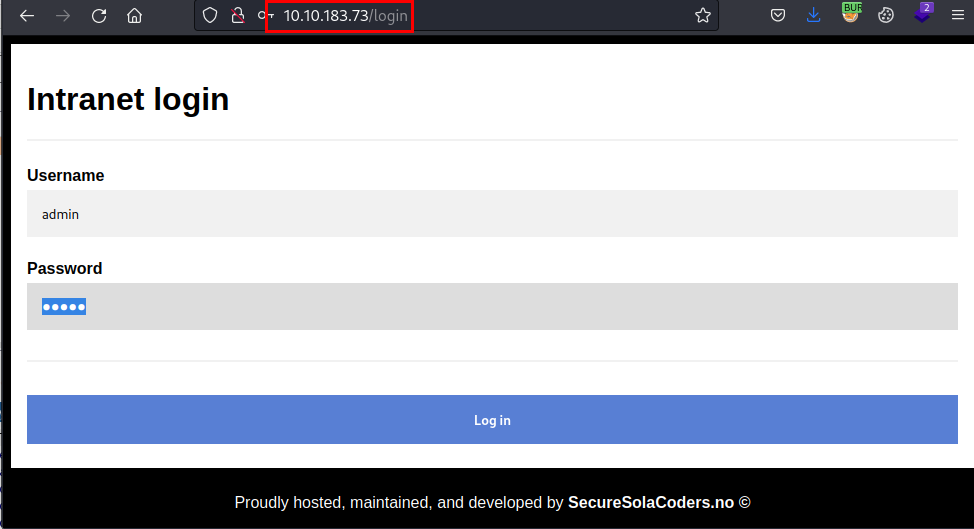 10.10.183.73/login
BUR
2
Intranet login
Username
admin
Password
●●●●●
Log in
Proudly hosted, maintained, and developed by SecureSolaCoders.no ©